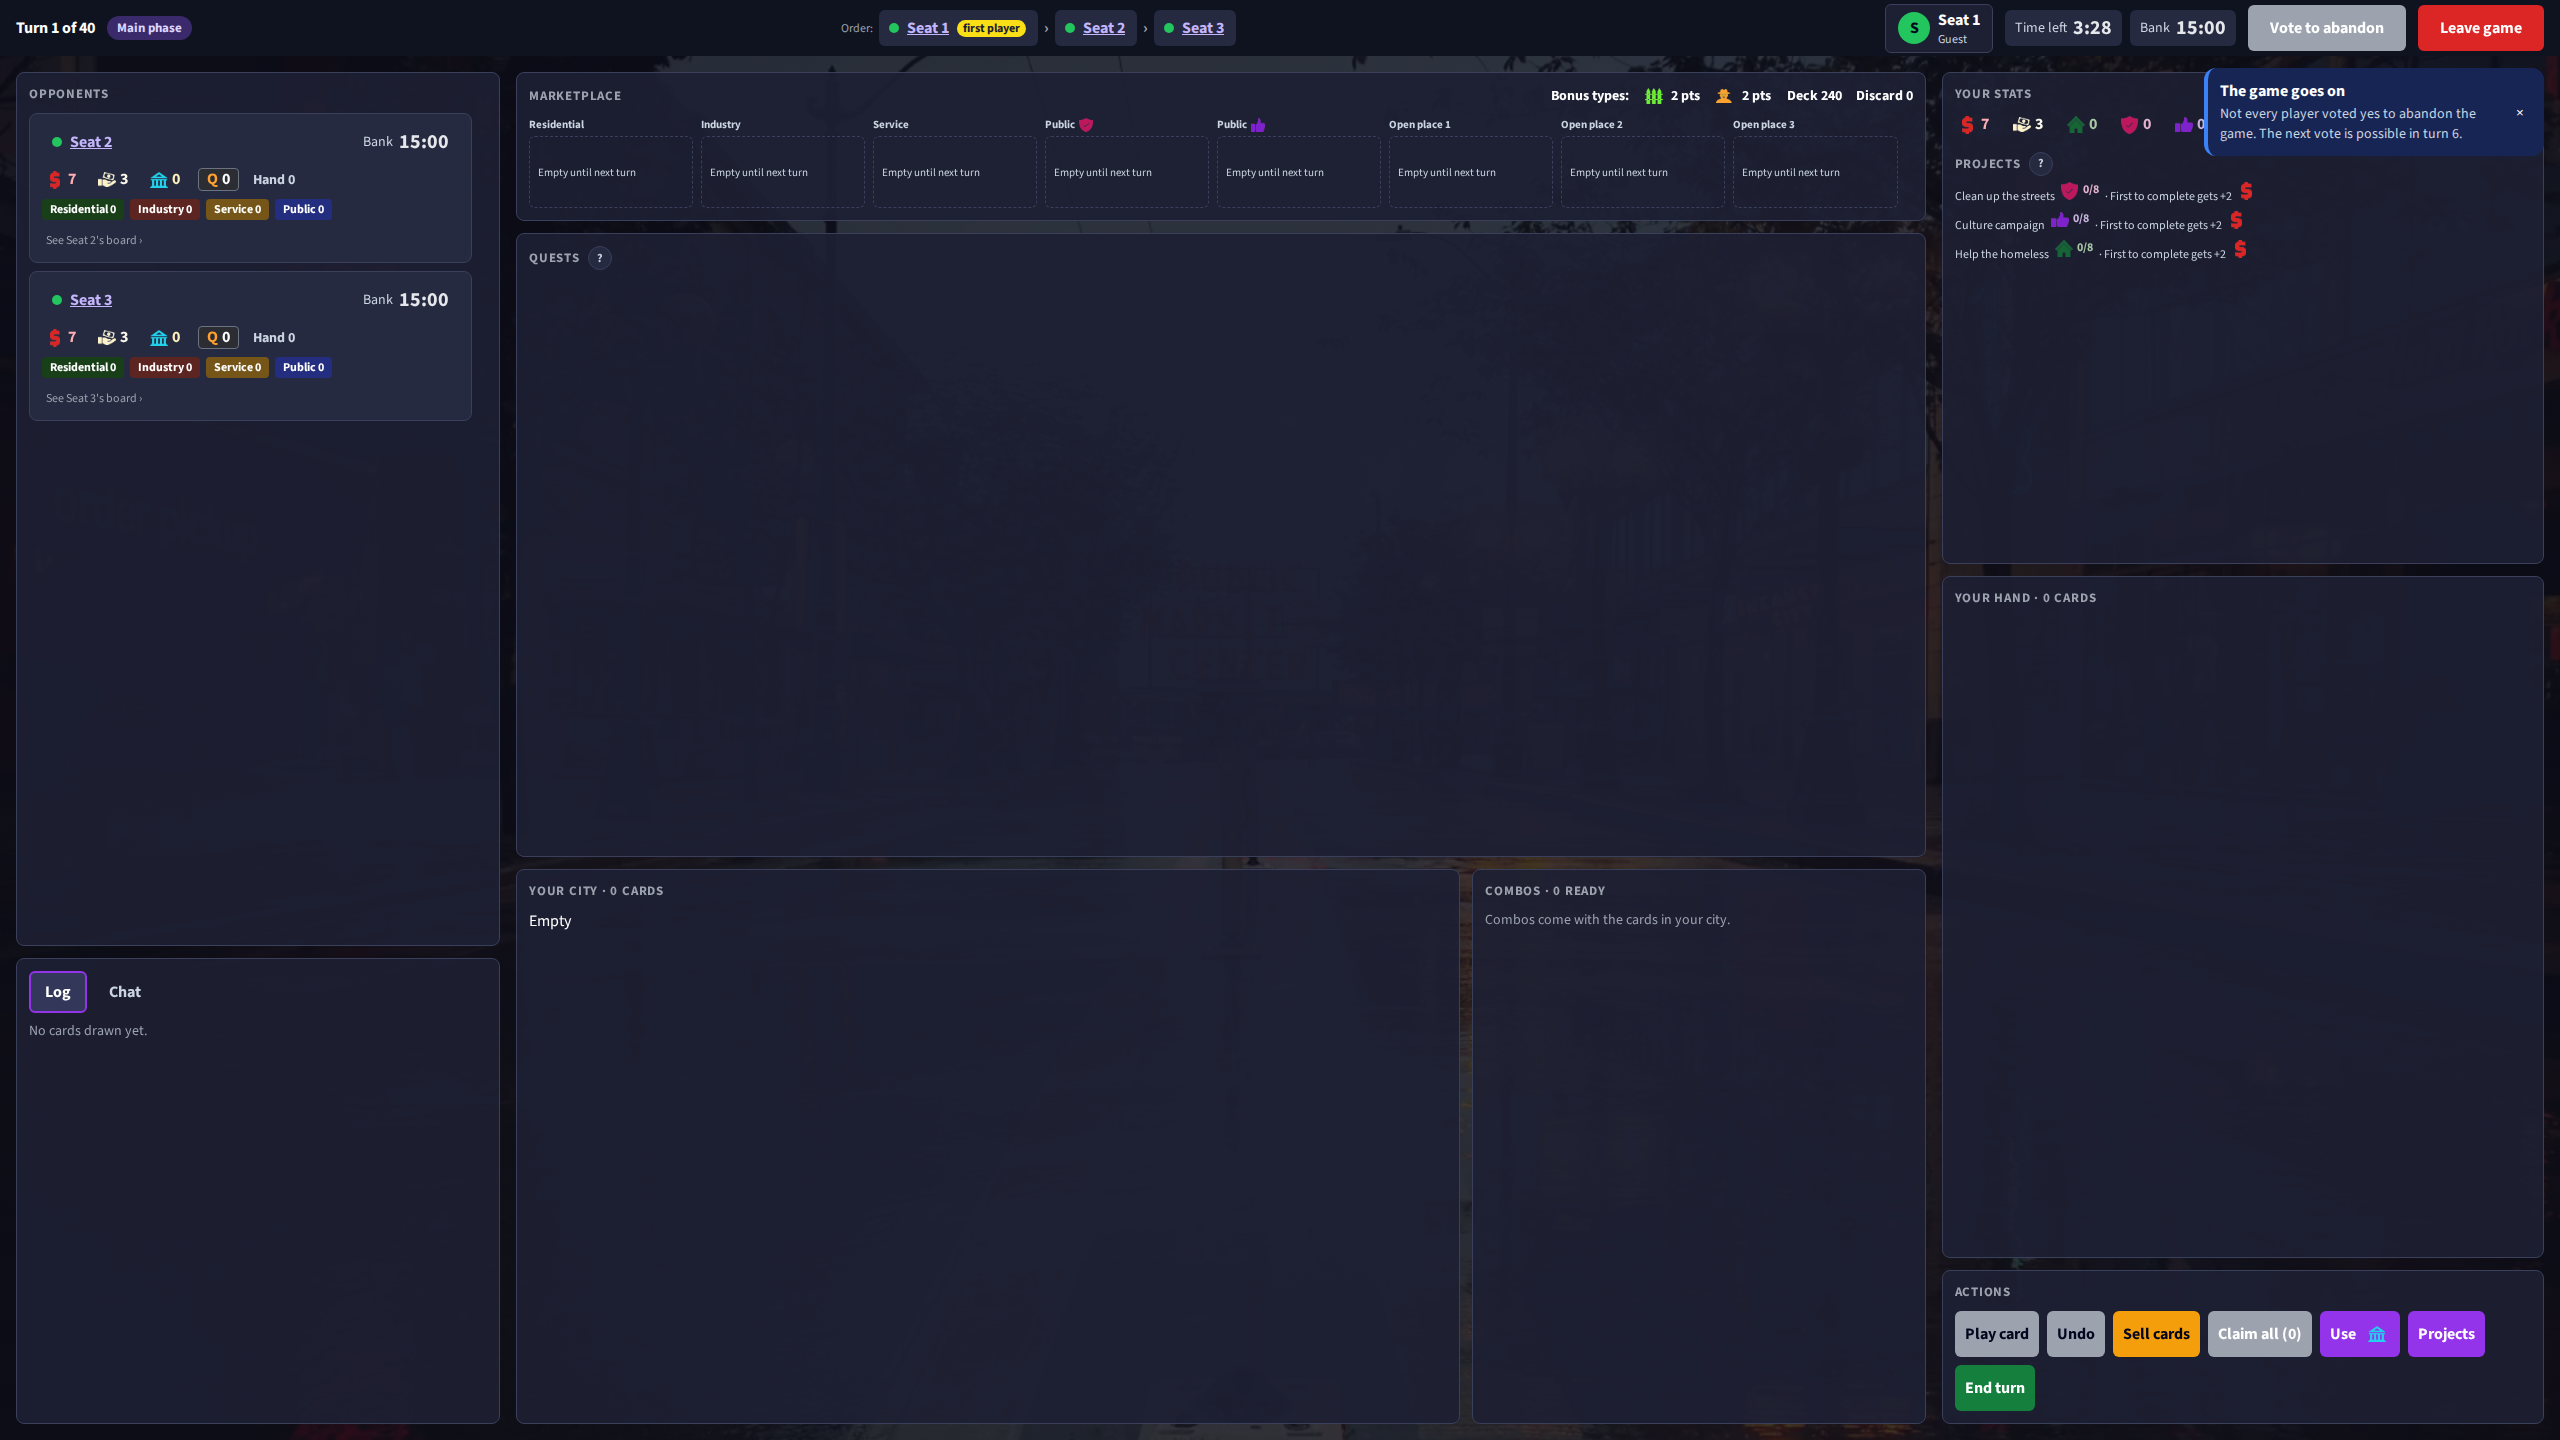 Turn 1 of 40 Main phase
Order: Seat 1 first player › Seat 2 › Seat 3
S Seat 1
Guest
Time left 3:28
Bank 15:00
Vote to abandon
Leave game
OPPONENTS
Seat 2 Bank 15:00
7 3 0 Q 0 Hand 0
Residential 0 Industry 0 Service 0 Public 0
See Seat 2's board ›
Seat 3 Bank 15:00
7 3 0 Q 0 Hand 0
Residential 0 Industry 0 Service 0 Public 0
See Seat 3's board ›
Log Chat
No cards drawn yet.
MARKETPLACE
Bonus types: 2 pts 2 pts Deck 240 Discard 0
Residential Industry Service Public Public Open place 1 Open place 2 Open place 3
Empty until next turn Empty until next turn Empty until next turn Empty until next turn Empty until next turn Empty until next turn Empty until next turn Empty until next turn
QUESTS ?
YOUR CITY · 0 CARDS
Empty
COMBOS · 0 READY
Combos come with the cards in your city.
YOUR STATS
7 3 0 0 0
The game goes on
Not every player voted yes to abandon the
game. The next vote is possible in turn 6.
×
PROJECTS ?
Clean up the streets 0/8 · First to complete gets +2
Culture campaign 0/8 · First to complete gets +2
Help the homeless 0/8 · First to complete gets +2
YOUR HAND · 0 CARDS
ACTIONS
Play card Undo Sell cards Claim all (0) Use Projects
End turn